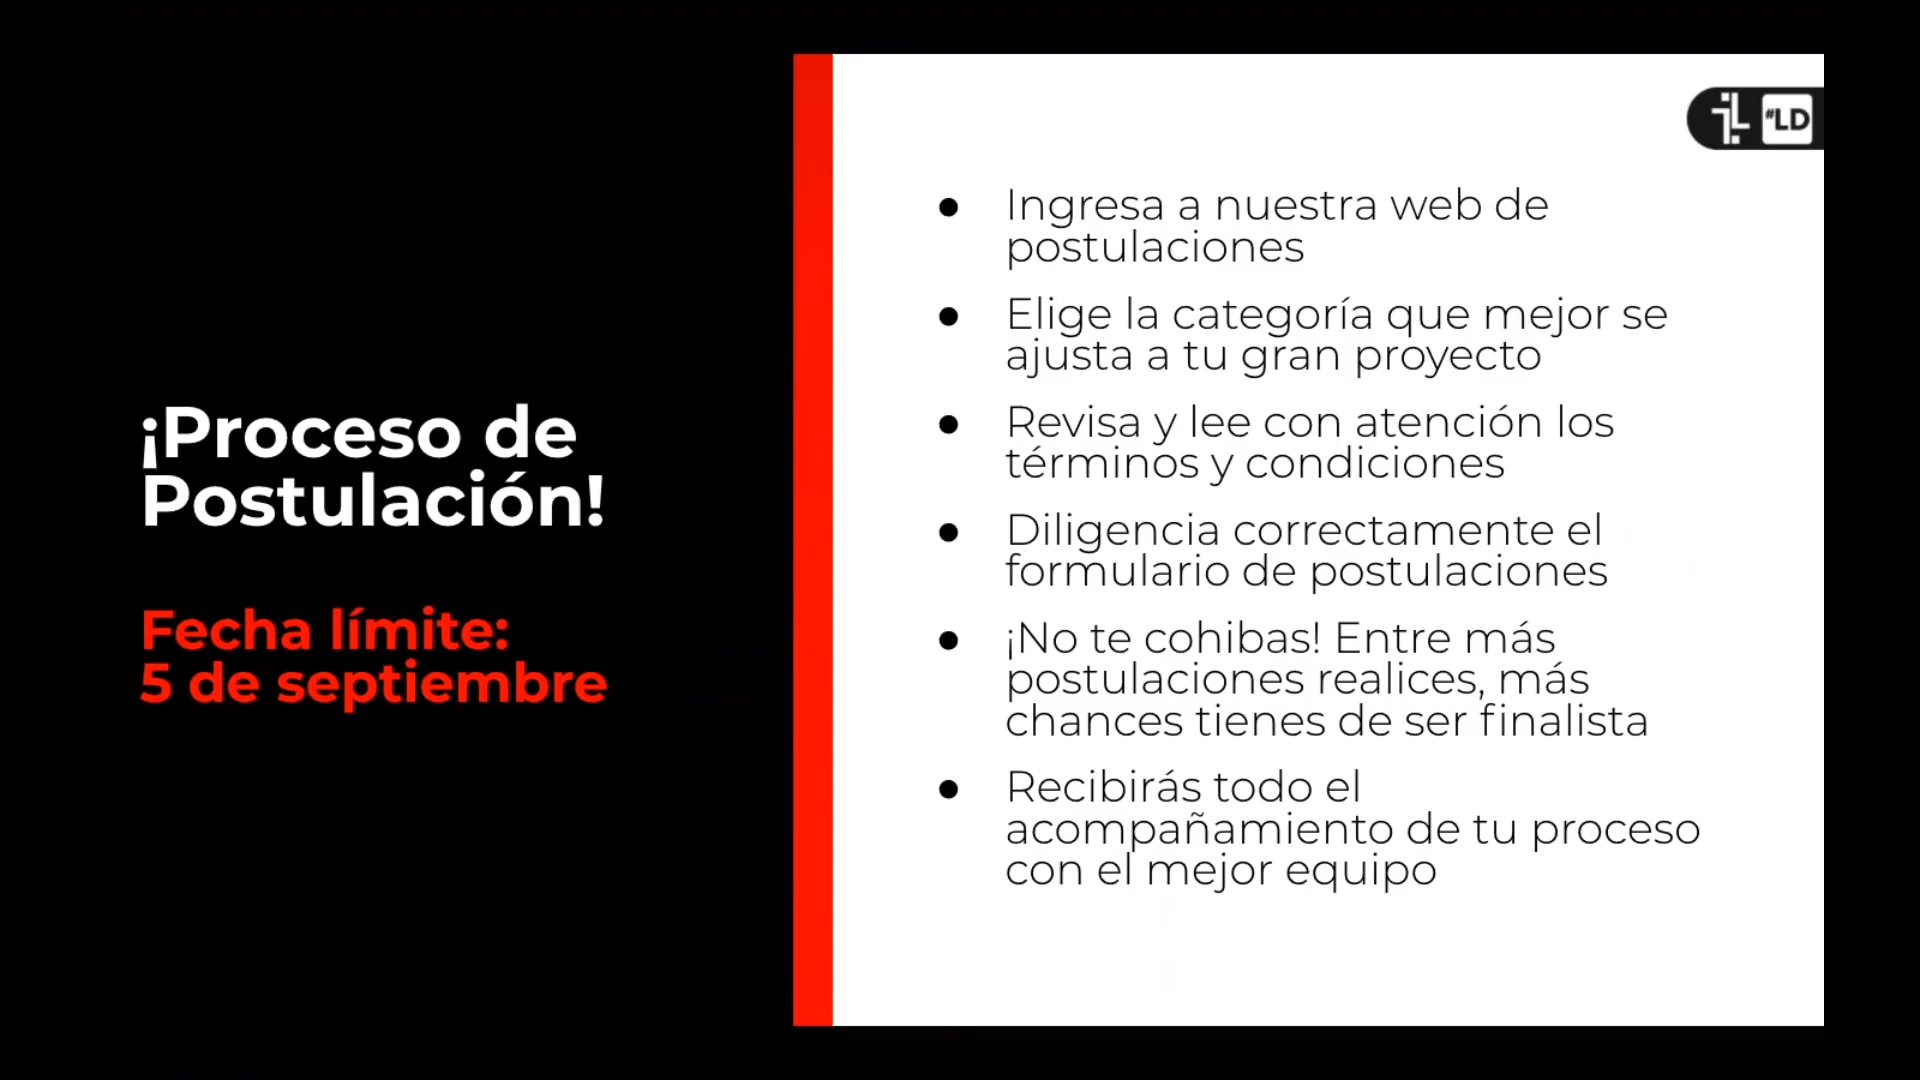 ¡Proceso de
Postulación!
Fecha límite:
5 de septiembre
#LD
● Ingresa a nuestra web de
postulaciones
● Elige la categoría que mejor se
ajusta a tu gran proyecto
● Revisa y lee con atención los
términos y condiciones
● Diligencia correctamente el
formulario de postulaciones
● ¡No te cohibas! Entre más
postulaciones realices, más
chances tienes de ser finalista
● Recibirás todo el
acompañamiento de tu proceso
con el mejor equipo